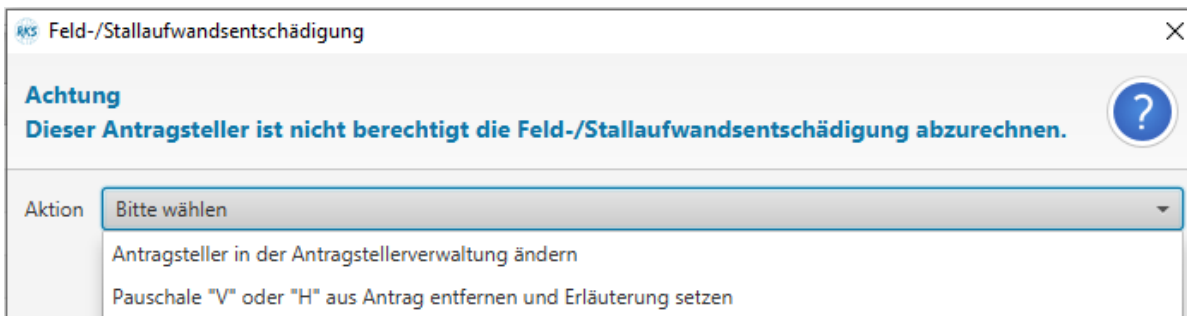 RKS Feld-/Stallaufwandsentschädigung
Achtung
Dieser Antragsteller ist nicht berechtigt die Feld-/Stallaufwandsentschädigung abzurechnen.
?
Aktion Bitte wählen
Antragsteller in der Antragstellerverwaltung ändern
Pauschale "V" oder "H" aus Antrag entfernen und Erläuterung setzen